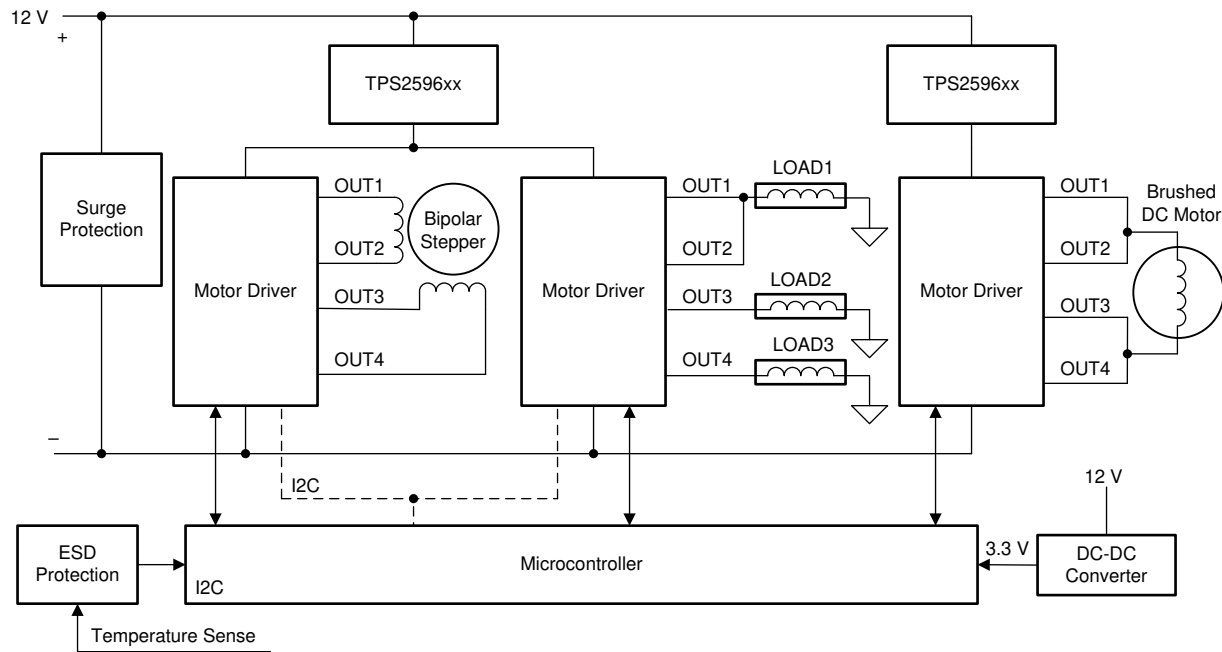 12 V
+
TPS2596xx
TPS2596xx
Surge
Protection
Motor Driver
OUT1
OUT2
OUT3
OUT4
Bipolar
Stepper
Motor Driver
OUT1
OUT2
OUT3
OUT4
LOAD1
LOAD2
LOAD3
Motor Driver
OUT1
OUT2
OUT3
OUT4
Brushed
DC Motor
–
I2C
12 V
ESD
Protection
Microcontroller
I2C
3.3 V
DC-DC
Converter
Temperature Sense